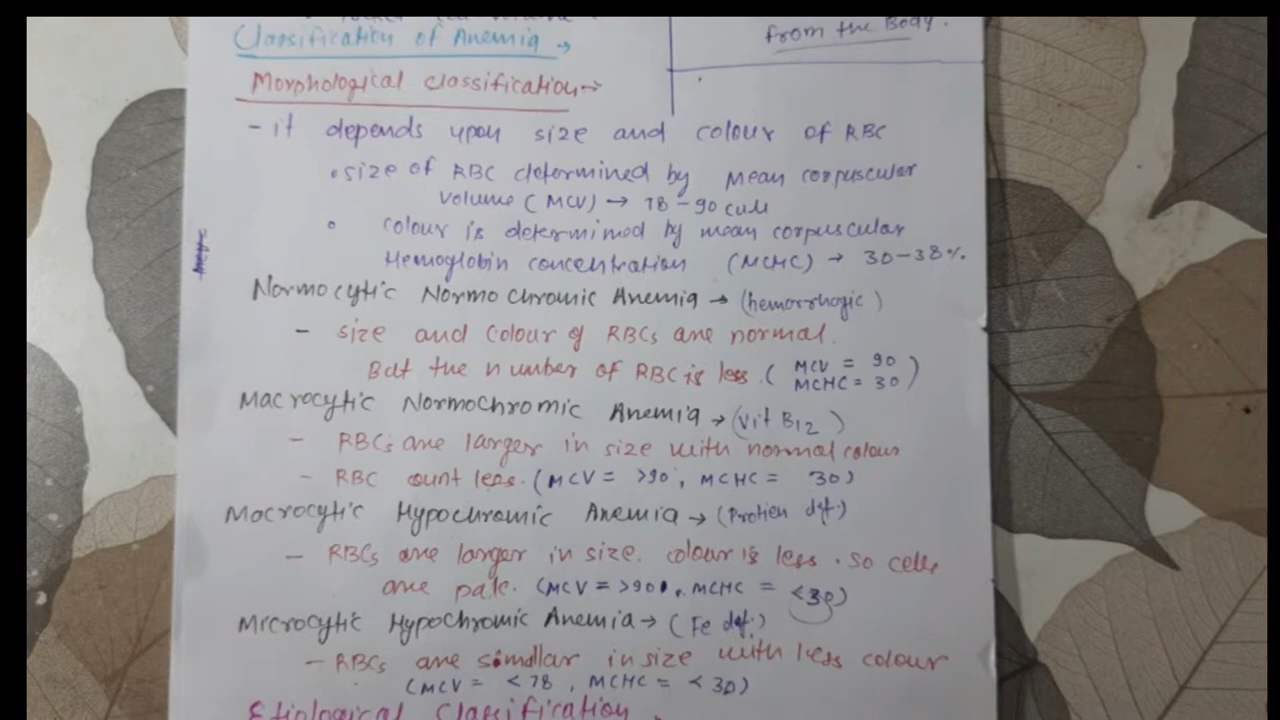 Classification of Anemia →
from the Body.
Morphological classification →
- it depends upon size and colour of RBC
• size of RBC determined by Mean corpuscular
volume (MCV) → 78 - 90 cuu
• colour is determimed by mean corpuscular
Hemoglobin concentration (MCHC) → 30-38%.
Normocytic Normochromic Anemia → (hemorrhagic)
- size and colour of RBCs are normal.
But the number of RBC is less. ( MCV = 90
MCHC = 30 )
Macrocytic Normochromic Anemia → (Vit B12)
- RBCs are larger in size with normal colour
- RBC ount less. (MCV = >90, MCHC = 30)
Macrocytic Hypochromic Anemia → (Protien def.)
- RBCs are larger in size. colour is less. so cells
are pale. (MCV = >90, MCHC = <30)
Microcytic Hypochromic Anemia → (Fe def.)
- RBCs are simallar in size with less colour
(MCV = <78, MCHC = <30)
Etiological Classification.